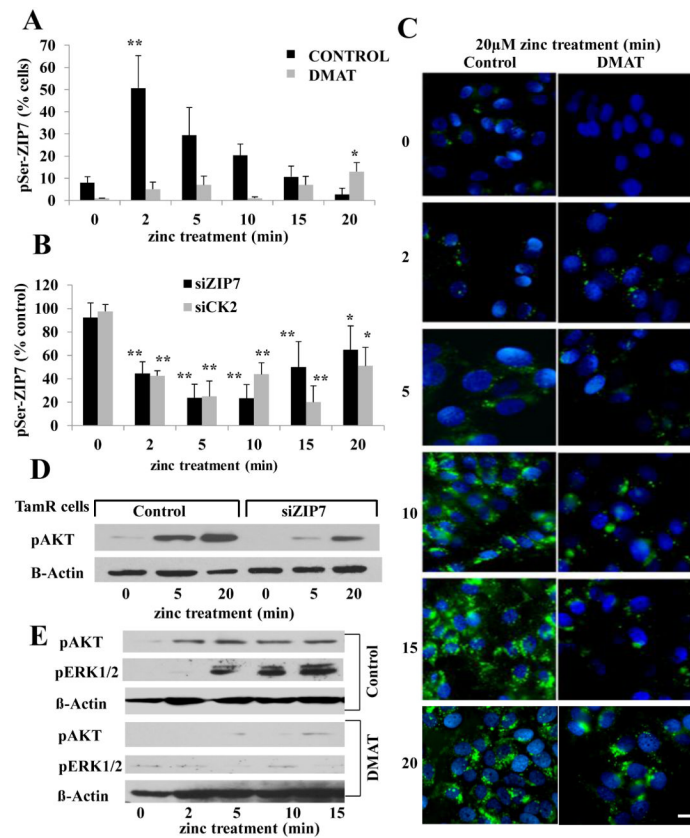 A
pSer-ZIP7 (% cells)
70
60
50
40
30
20
10
0
**
*
CONTROL
DMAT
0 2 5 10 15 20
zinc treatment (min)
B
pSer-ZIP7 (% control)
120
100
80
60
40
20
0
siZIP7
siCK2
** ** ** ** ** ** ** ** * *
0 2 5 10 15 20
zinc treatment (min)
C
20µM zinc treatment (min)
Control DMAT
0
2
5
10
15
20
D
TamR cells Control siZIP7
pAKT
B-Actin
0 5 20 0 5 20
zinc treatment (min)
E
pAKT
pERK1/2
ß-Actin
Control
pAKT
pERK1/2
ß-Actin
DMAT
0 2 5 10 15
zinc treatment (min)